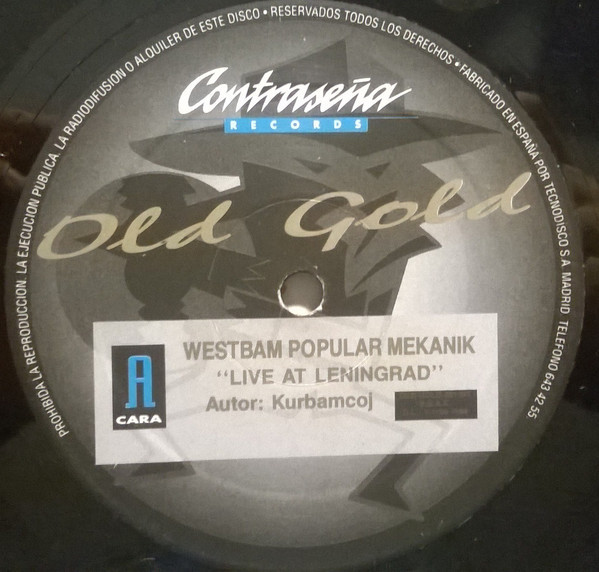 PROHIBIDA LA REPRODUCCION. LA EJECUCION PUBLICA. LA RADIODIFUSION O ALQUILER DE ESTE DISCO • RESERVADOS TODOS LOS DERECHOS • FABRICADO EN ESPAÑA POR TECNODISCO S.A. MADRID TELEFONO 643 42 55
Contraseña
RECORDS
Old Gold
A
CARA
WESTBAM POPULAR MEKANIK
"LIVE AT LENINGRAD"
Autor: Kurbamcoj